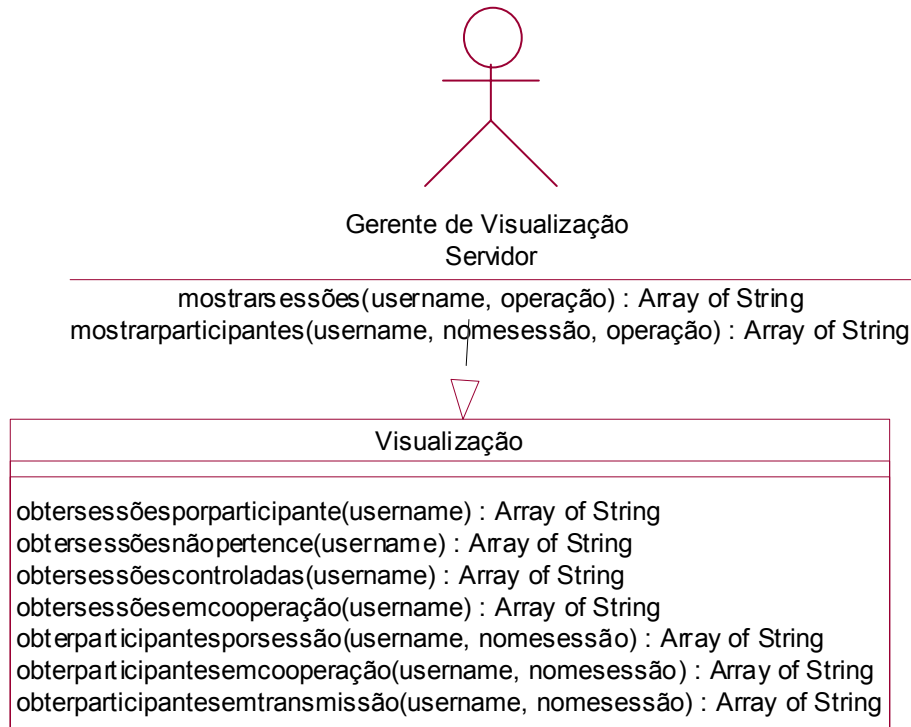 Gerente de Visualização
Servidor
mostrarsessões(username, operação) : Array of String
mostrarparticipantes(username, nomesessão, operação) : Array of String
Visualização
obtersessõesporparticipante(username) : Array of String
obtersessõesnãopertence(username) : Array of String
obtersessõescontroladas(username) : Array of String
obtersessõesemcooperação(username) : Array of String
obterparticipantesporsessão(username, nomesessão) : Array of String
obterparticipantesemcooperação(username, nomesessão) : Array of String
obterparticipantesemtransmissão(username, nomesessão) : Array of String